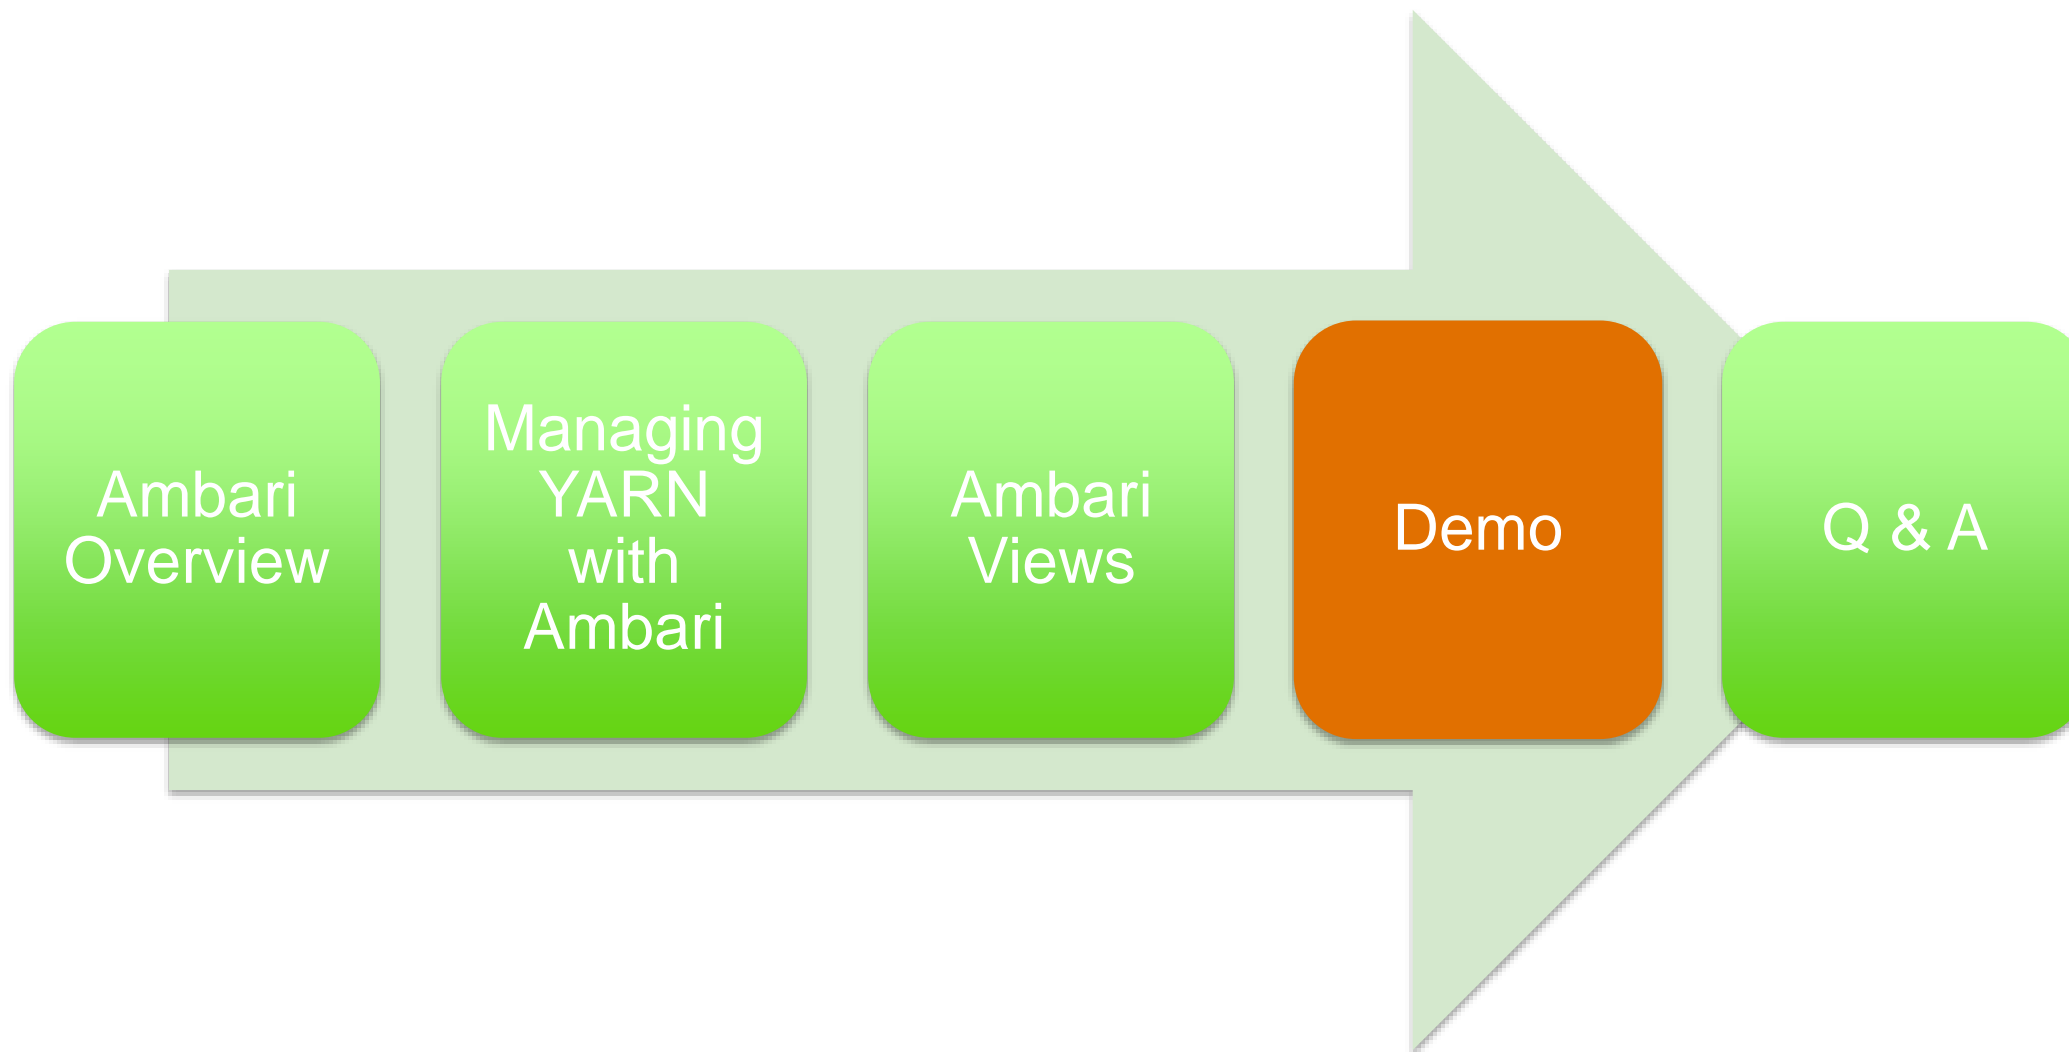 Ambari
Overview
Managing
YARN
with
Ambari
Ambari
Views
Demo
Q & A